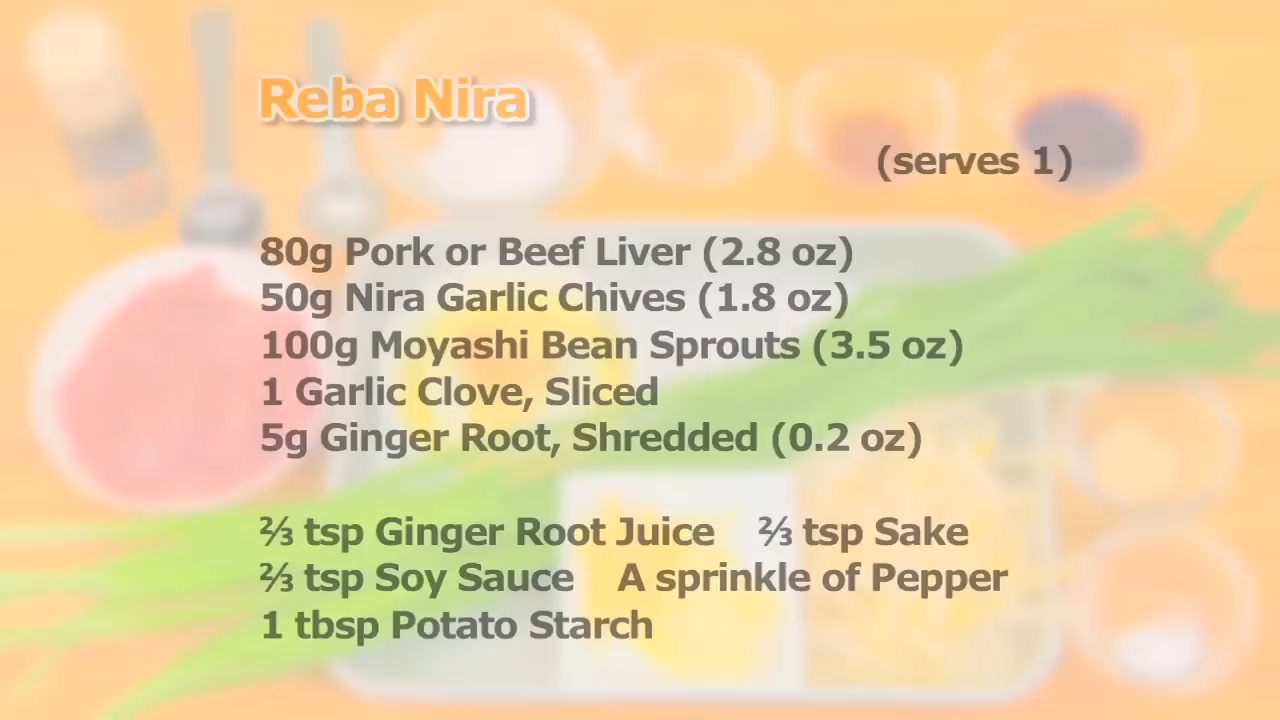 Reba Nira
(serves 1)
80g Pork or Beef Liver (2.8 oz)
50g Nira Garlic Chives (1.8 oz)
100g Moyashi Bean Sprouts (3.5 oz)
1 Garlic Clove, Sliced
5g Ginger Root, Shredded (0.2 oz)
⅔ tsp Ginger Root Juice ⅔ tsp Sake
⅔ tsp Soy Sauce A sprinkle of Pepper
1 tbsp Potato Starch